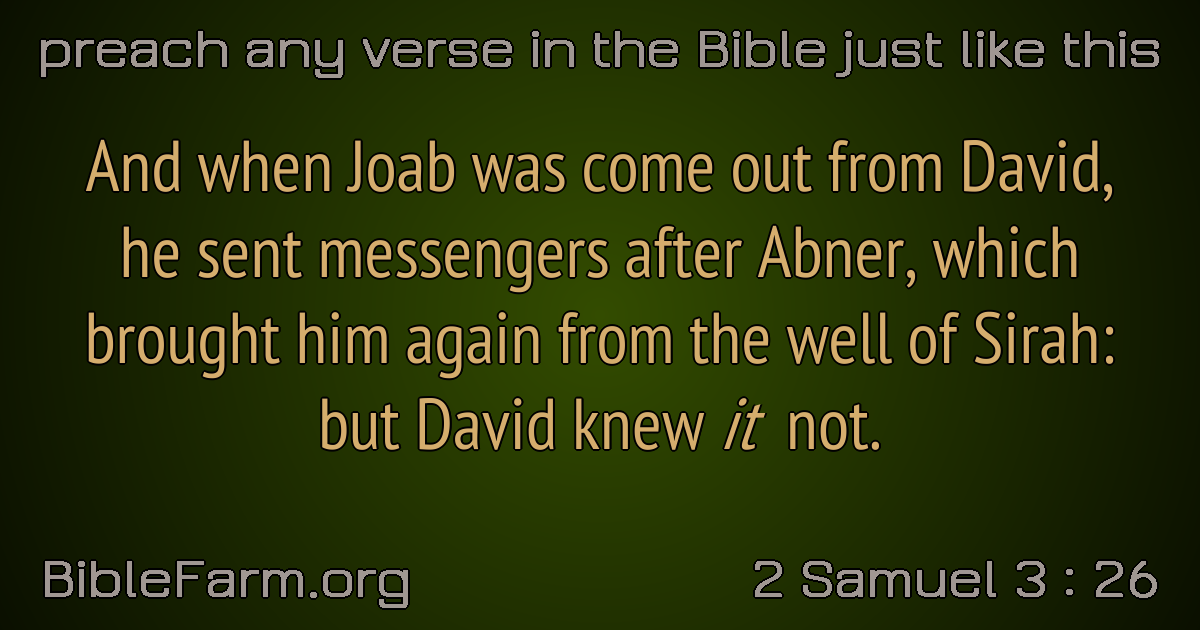 preach any verse in the Bible just like this
And when Joab was come out from David,
he sent messengers after Abner, which
brought him again from the well of Sirah:
but David knew it not.
BibleFarm.org
2 Samuel 3 : 26